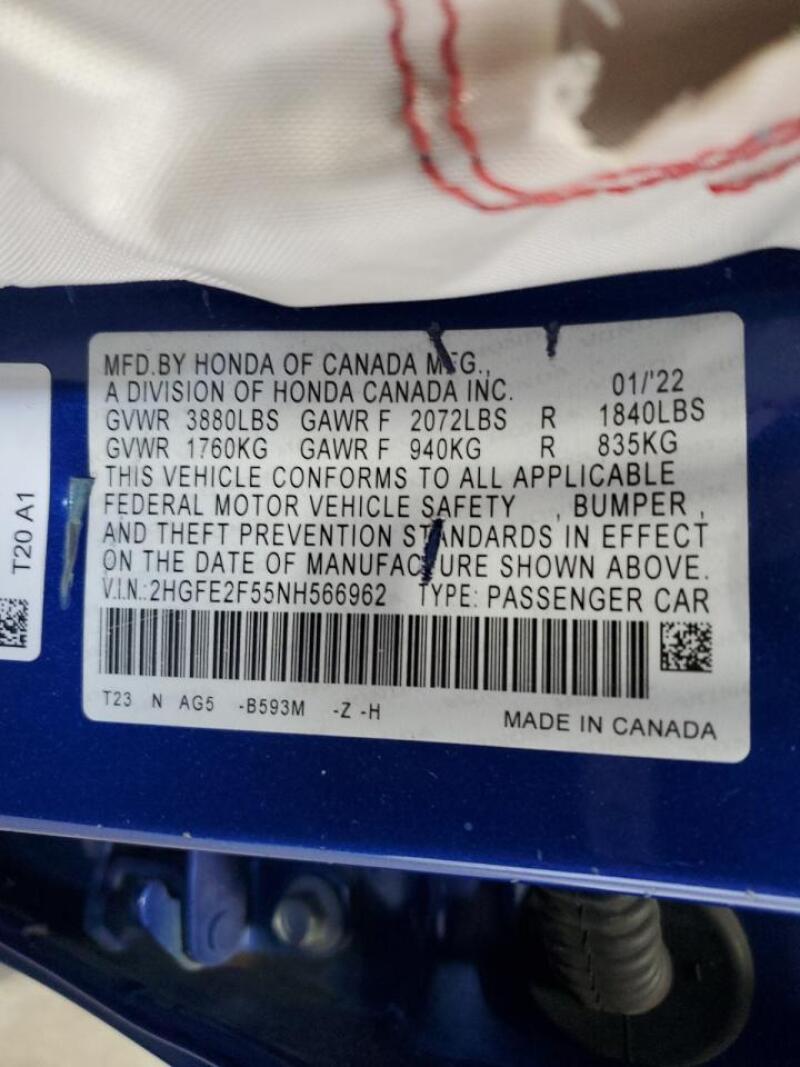 MFD.BY HONDA OF CANADA MFG.,
A DIVISION OF HONDA CANADA INC. 01/'22
GVWR 3880LBS GAWR F 2072LBS R 1840LBS
GVWR 1760KG GAWR F 940KG R 835KG
THIS VEHICLE CONFORMS TO ALL APPLICABLE
FEDERAL MOTOR VEHICLE SAFETY , BUMPER ,
AND THEFT PREVENTION STANDARDS IN EFFECT
ON THE DATE OF MANUFACTURE SHOWN ABOVE.
V.I.N.:2HGFE2F55NH566962 TYPE: PASSENGER CAR
T23 N AG5 -B593M -Z -H
MADE IN CANADA
T20 A1